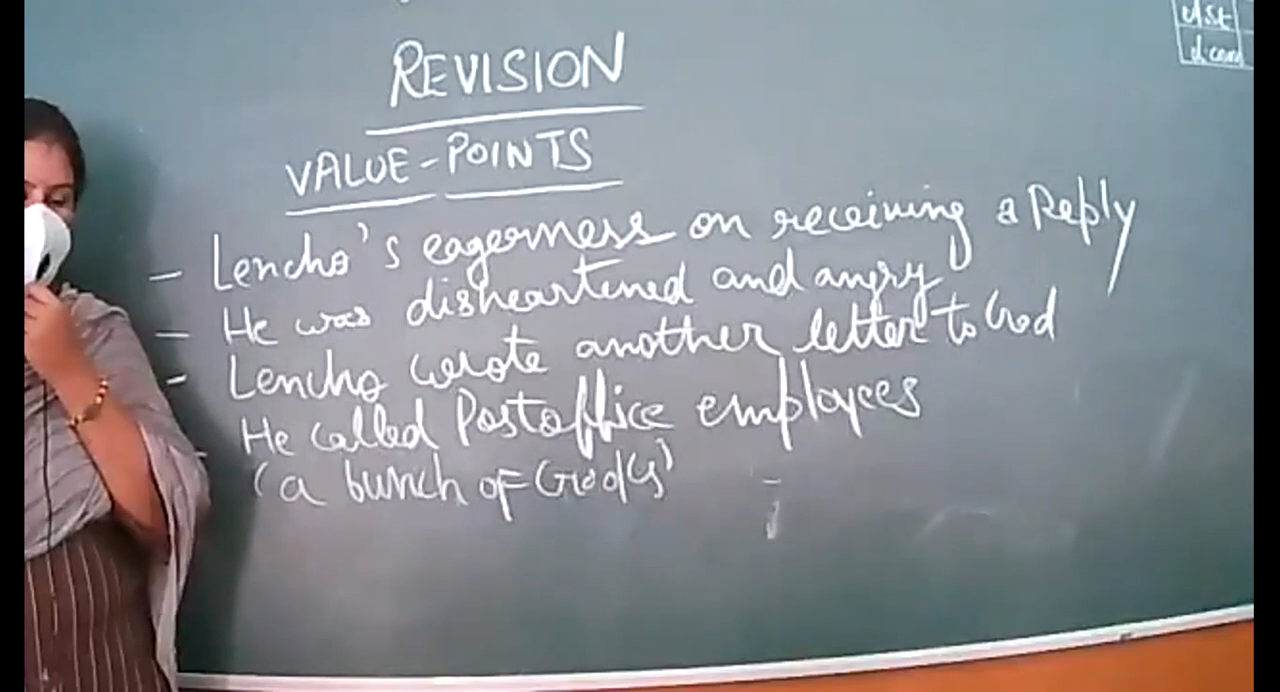 REVISION
VALUE-POINTS
- Lencho's eagerness on receiving a Reply
- He was disheartened and angry
- Lencho wrote another letter to God
- He called Postoffice employees
(a bunch of